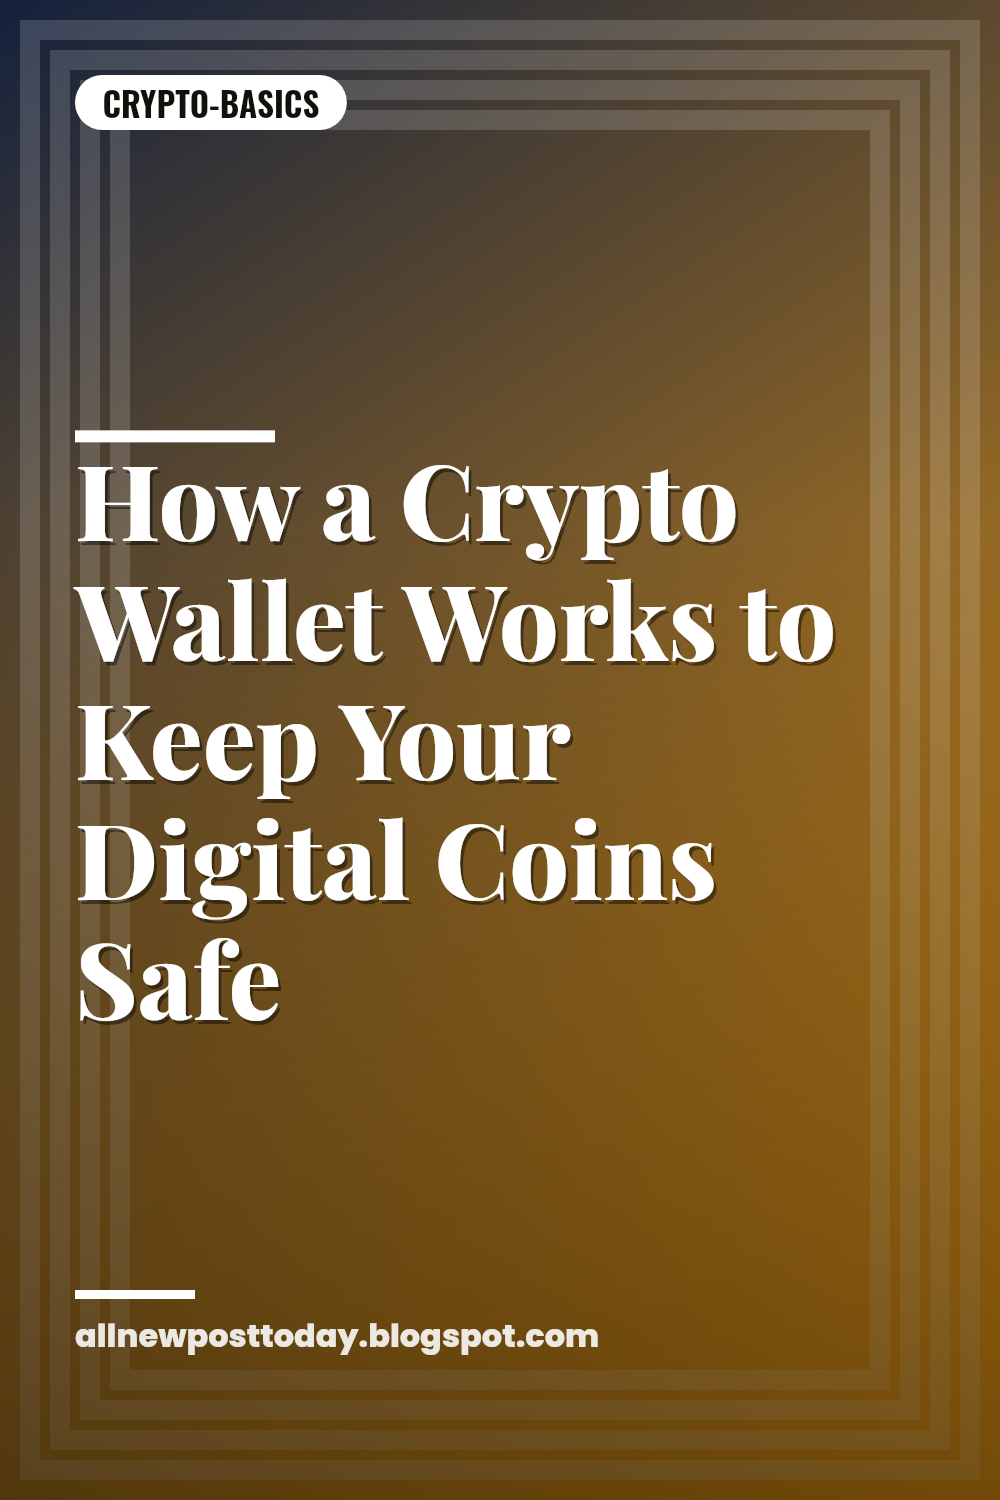 CRYPTO-BASICS
How a Crypto
Wallet Works to
Keep Your
Digital Coins
Safe
allnewposttoday.blogspot.com